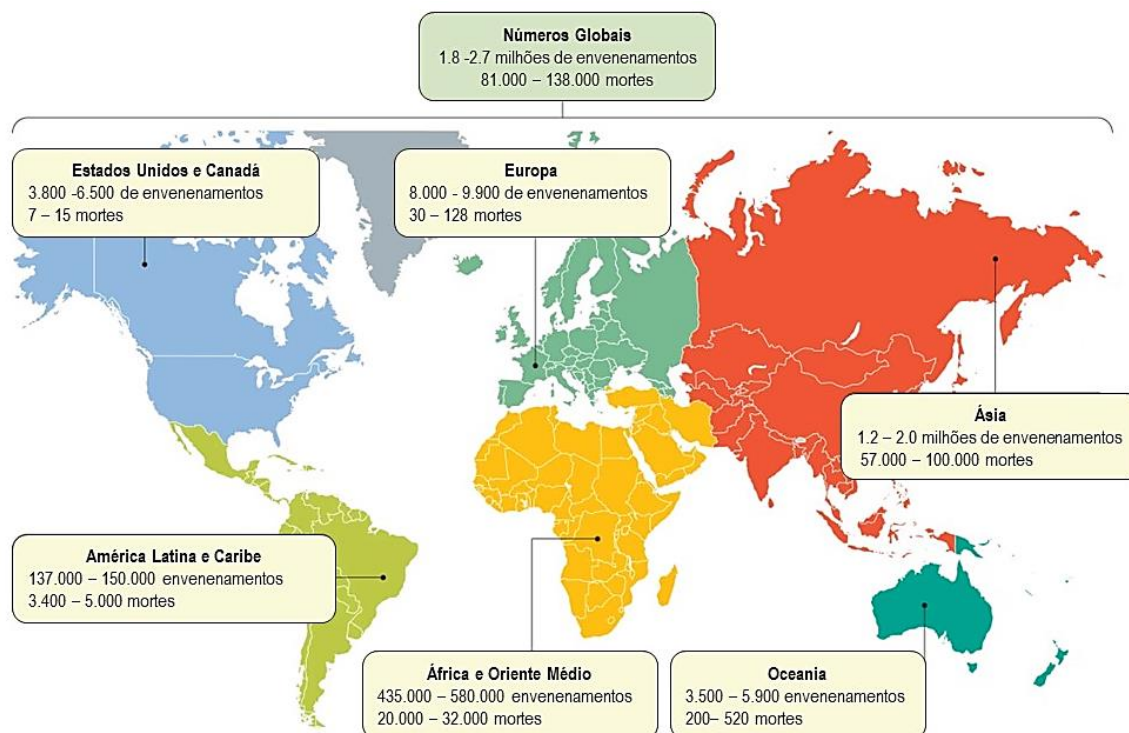 Números Globais
1.8 -2.7 milhões de envenenamentos
81.000 – 138.000 mortes
Estados Unidos e Canadá
3.800 -6.500 de envenenamentos
7 – 15 mortes
Europa
8.000 - 9.900 de envenenamentos
30 – 128 mortes
Ásia
1.2 – 2.0 milhões de envenenamentos
57.000 – 100.000 mortes
América Latina e Caribe
137.000 – 150.000 envenenamentos
3.400 – 5.000 mortes
África e Oriente Médio
435.000 – 580.000 envenenamentos
20.000 – 32.000 mortes
Oceania
3.500 – 5.900 envenenamentos
200– 520 mortes